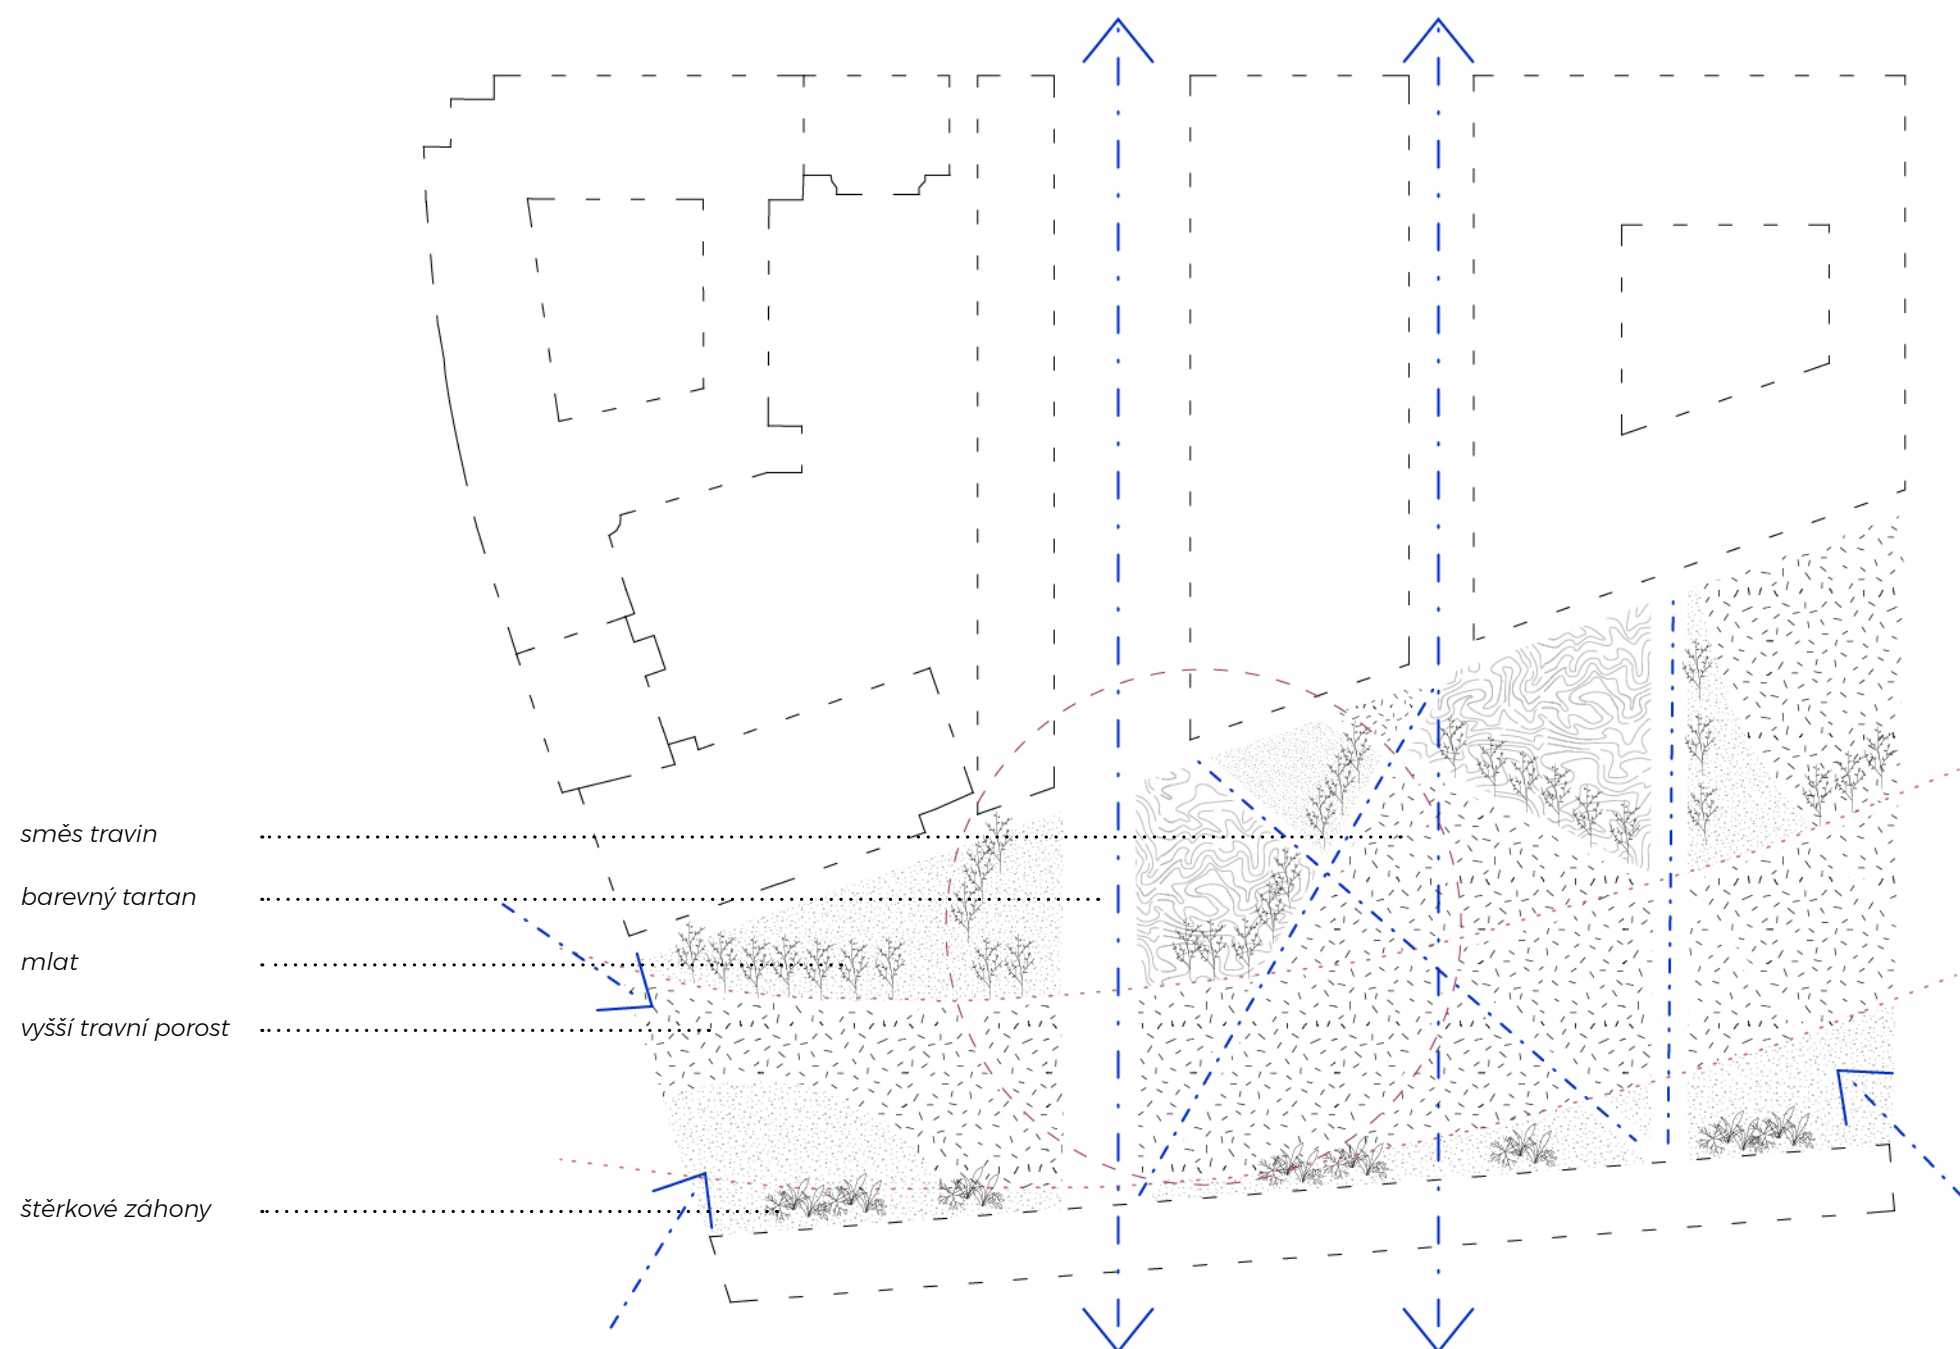 směs travin
barevný tartan
mlat
vyšší travní porost
štěrkové záhony